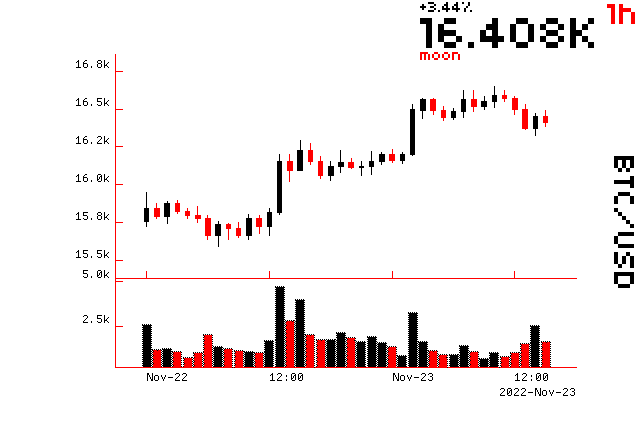 +3.44%
16.408K
1h
moon
16.8k
16.5k
16.2k
16.0k
15.8k
15.5k
5.0k
2.5k
BTC/USD
Nov-22 12:00 Nov-23 12:00
2022-Nov-23